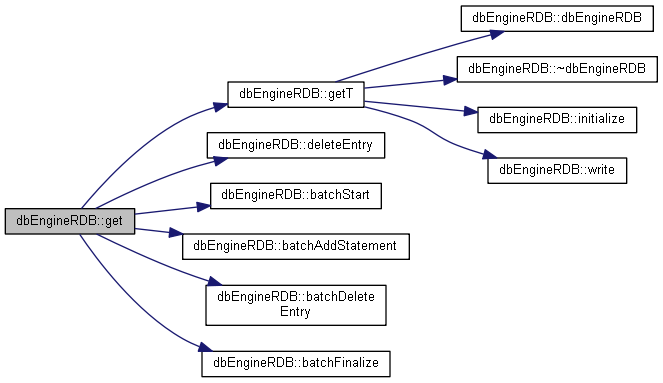 dbEngineRDB::dbEngineRDB
dbEngineRDB::~dbEngineRDB
dbEngineRDB::getT
dbEngineRDB::initialize
dbEngineRDB::deleteEntry
dbEngineRDB::write
dbEngineRDB::batchStart
dbEngineRDB::get
dbEngineRDB::batchAddStatement
dbEngineRDB::batchDelete
Entry
dbEngineRDB::batchFinalize